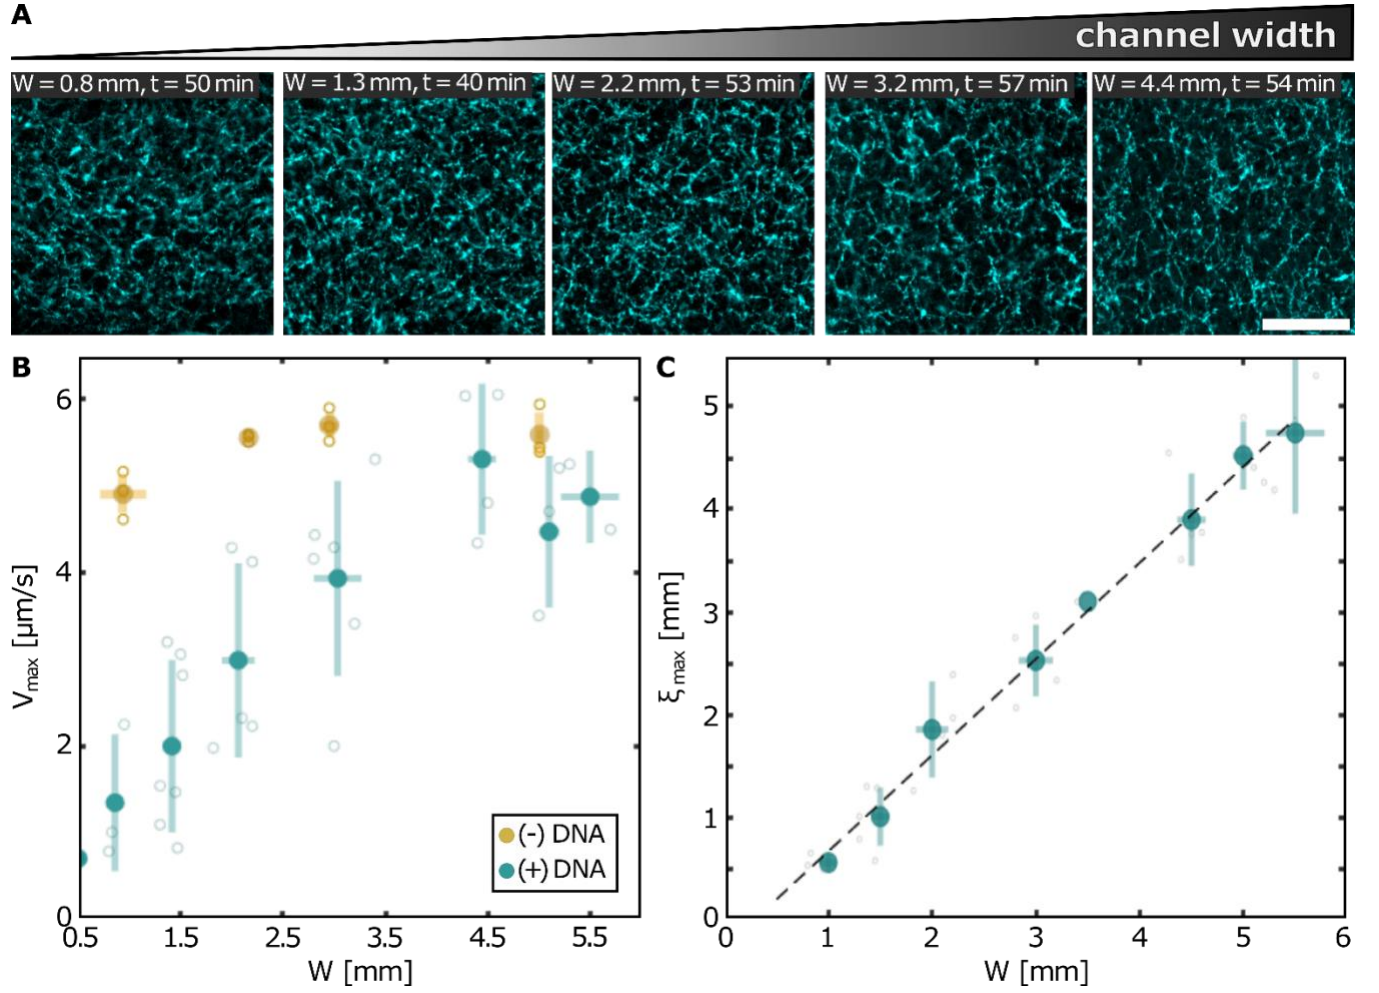 A
channel width
W = 0.8 mm, t = 50 min
W = 1.3 mm, t = 40 min
W = 2.2 mm, t = 53 min
W = 3.2 mm, t = 57 min
W = 4.4 mm, t = 54 min
B
6
4
2
0
0.5
1.5
2.5
3.5
4.5
5.5
Vmax [µm/s]
W [mm]
(-) DNA
(+) DNA
C
5
4
3
2
1
0
0
1
2
3
4
5
6
ξmax [mm]
W [mm]